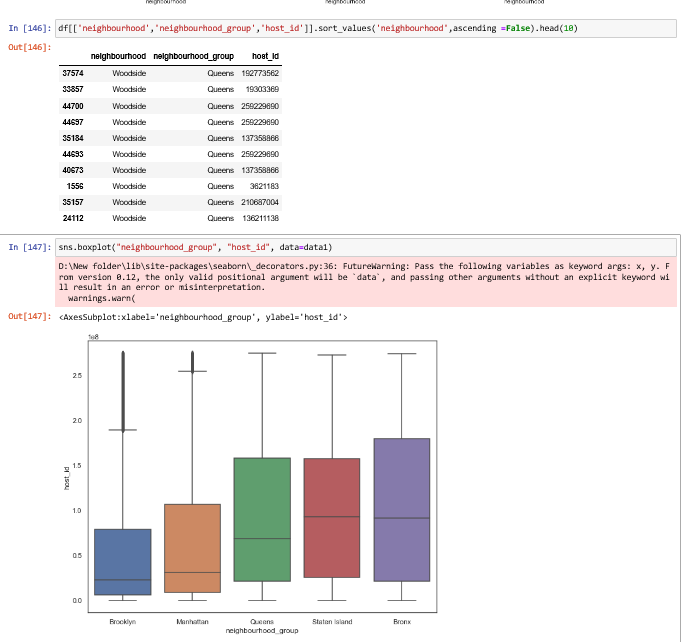 neighbourhood neighbourhood neighbourhood
In [146]: df[['neighbourhood','neighbourhood_group','host_id']].sort_values('neighbourhood',ascending =False).head(10)
Out[146]:
neighbourhood neighbourhood_group host_id
37574 Woodside Queens 192773562
33857 Woodside Queens 19303369
44700 Woodside Queens 259229690
44697 Woodside Queens 259229690
35184 Woodside Queens 137358866
44693 Woodside Queens 259229690
40673 Woodside Queens 137358866
1556 Woodside Queens 3621183
35157 Woodside Queens 210687004
24112 Woodside Queens 136211138
In [147]: sns.boxplot("neighbourhood_group", "host_id", data=data1)
D:\New folder\lib\site-packages\seaborn\_decorators.py:36: FutureWarning: Pass the following variables as keyword args: x, y. F
rom version 0.12, the only valid positional argument will be `data`, and passing other arguments without an explicit keyword wi
ll result in an error or misinterpretation.
warnings.warn(
Out[147]: <AxesSubplot:xlabel='neighbourhood_group', ylabel='host_id'>
1e8
2.5
2.0
1.5
host_id
1.0
0.5
0.0
Brooklyn Manhattan Queens Staten Island Bronx
neighbourhood_group